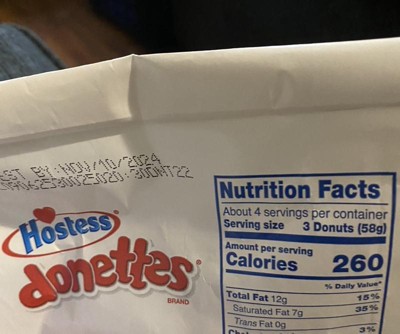 EST BY: NOV/10/2024
Hostess®
donettes®
BRAND
Nutrition Facts
About 4 servings per container
Serving size 3 Donuts (58g)
Amount per serving
Calories 260
% Daily Value*
Total Fat 12g 15%
Saturated Fat 7g 35%
Trans Fat 0g
3%